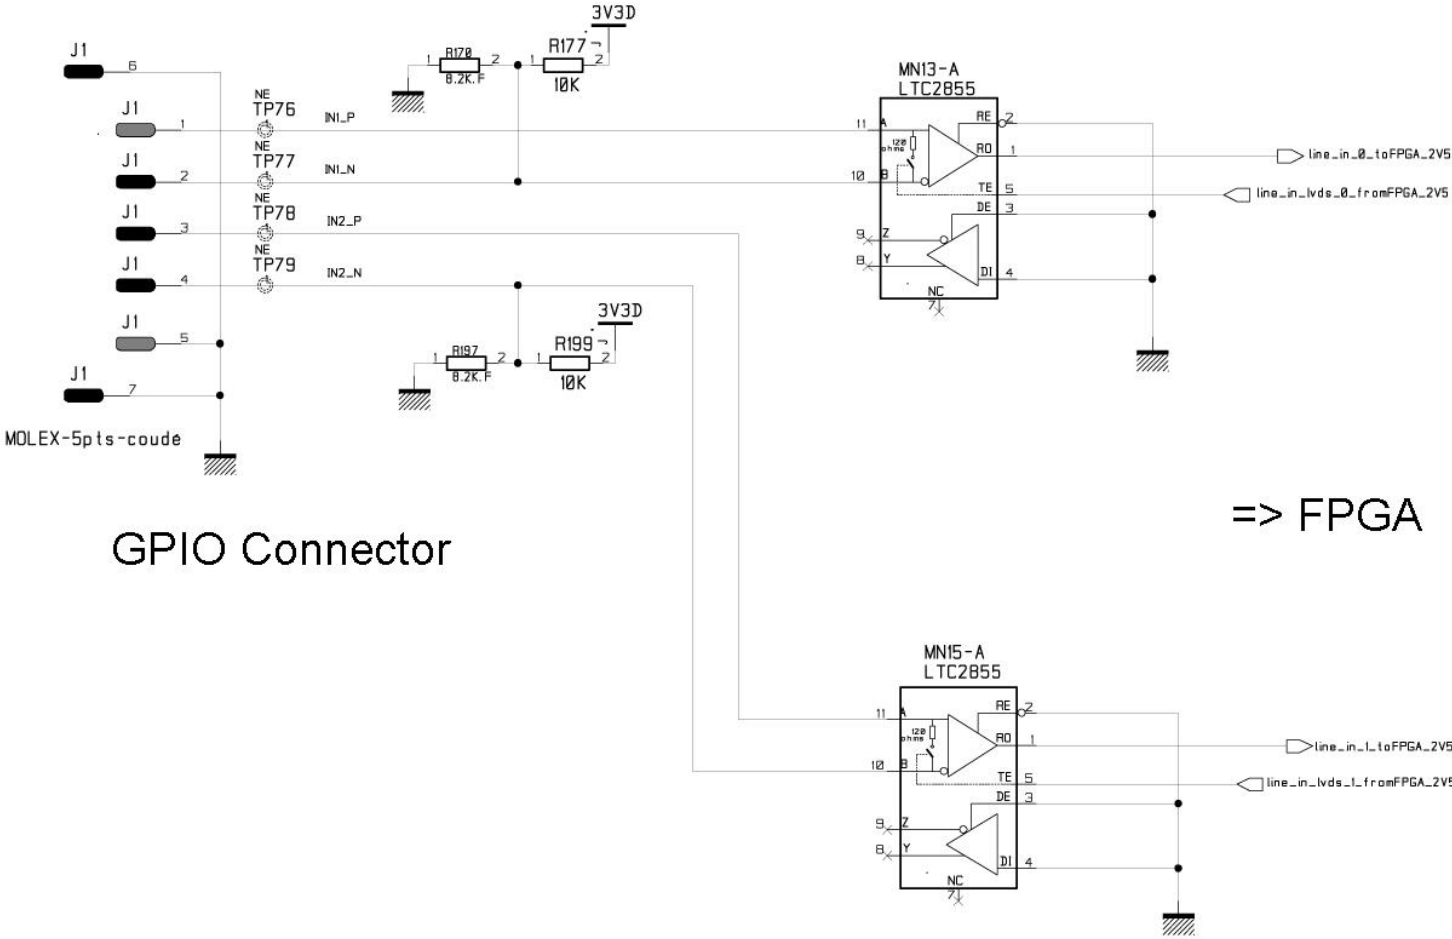 3V3D
R170
1 2
8.2K.F
R177
1 2
10K
J1
6
J1
1
NE
TP76
IN1_P
J1
2
NE
TP77
IN1_N
J1
3
NE
TP78
IN2_P
J1
4
NE
TP79
IN2_N
J1
5
J1
7
MOLEX-5pts-coudé
3V3D
R197
1 2
8.2K.F
R199
1 2
10K
MN13-A
LTC2855
11 A
RE 2
120
ohms
RO 1
line_in_0_toFPGA_2V5
10 B
TE 5
line_in_lvds_0_fromFPGA_2V5
DE 3
9 Z
8 Y
DI 4
NC
7
GPIO Connector
=> FPGA
MN15-A
LTC2855
11 A
RE 2
120
ohms
RO 1
line_in_1_toFPGA_2V5
10 B
TE 5
line_in_lvds_1_fromFPGA_2V5
DE 3
9 Z
8 Y
DI 4
NC
7